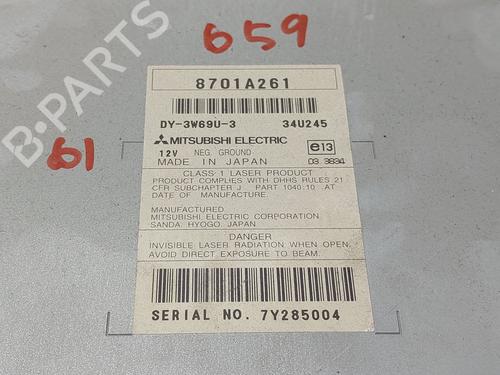 659
8701A261
DY-3W69U-3 34U245
MITSUBISHI ELECTRIC
12V NEG. GROUND e13
MADE IN JAPAN 03 3834
CLASS 1 LASER PRODUCT
PRODUCT COMPLIES WITH DHHS RULES 21
CFR SUBCHAPTER J PART 1040.10 AT
DATE OF MANUFACTURE.
MANUFACTURED
MITSUBISHI ELECTRIC CORPORATION
SANDA, HYOGO, JAPAN
DANGER
INVISIBLE LASER RADIATION WHEN OPEN.
AVOID DIRECT EXPOSURE TO BEAM.
SERIAL NO. 7Y285004
61
B-PARTS